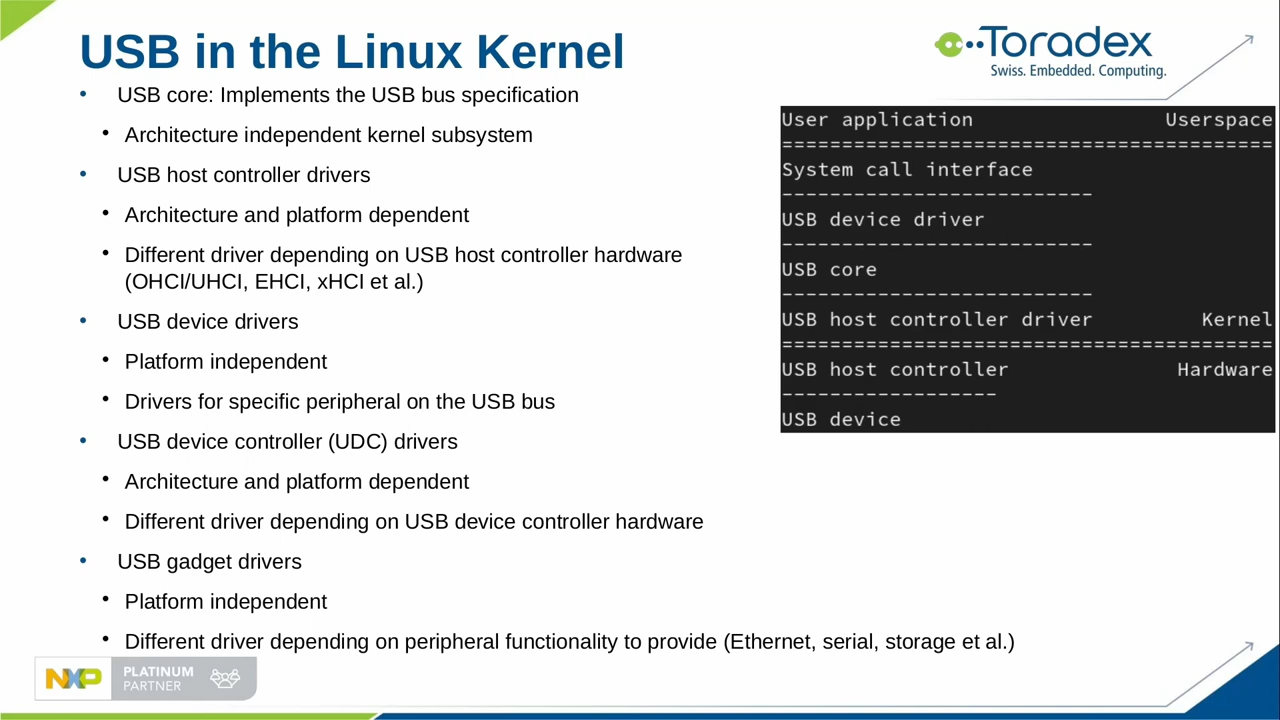 USB in the Linux Kernel
Toradex
Swiss. Embedded. Computing.
• USB core: Implements the USB bus specification
• Architecture independent kernel subsystem
• USB host controller drivers
• Architecture and platform dependent
• Different driver depending on USB host controller hardware
(OHCI/UHCI, EHCI, xHCI et al.)
• USB device drivers
• Platform independent
• Drivers for specific peripheral on the USB bus
• USB device controller (UDC) drivers
• Architecture and platform dependent
• Different driver depending on USB device controller hardware
• USB gadget drivers
• Platform independent
• Different driver depending on peripheral functionality to provide (Ethernet, serial, storage et al.)
User application Userspace
=========================================
System call interface
--------------------------
USB device driver
--------------------------
USB core
--------------------------
USB host controller driver Kernel
=========================================
USB host controller Hardware
------------------
USB device
NXP
PLATINUM
PARTNER